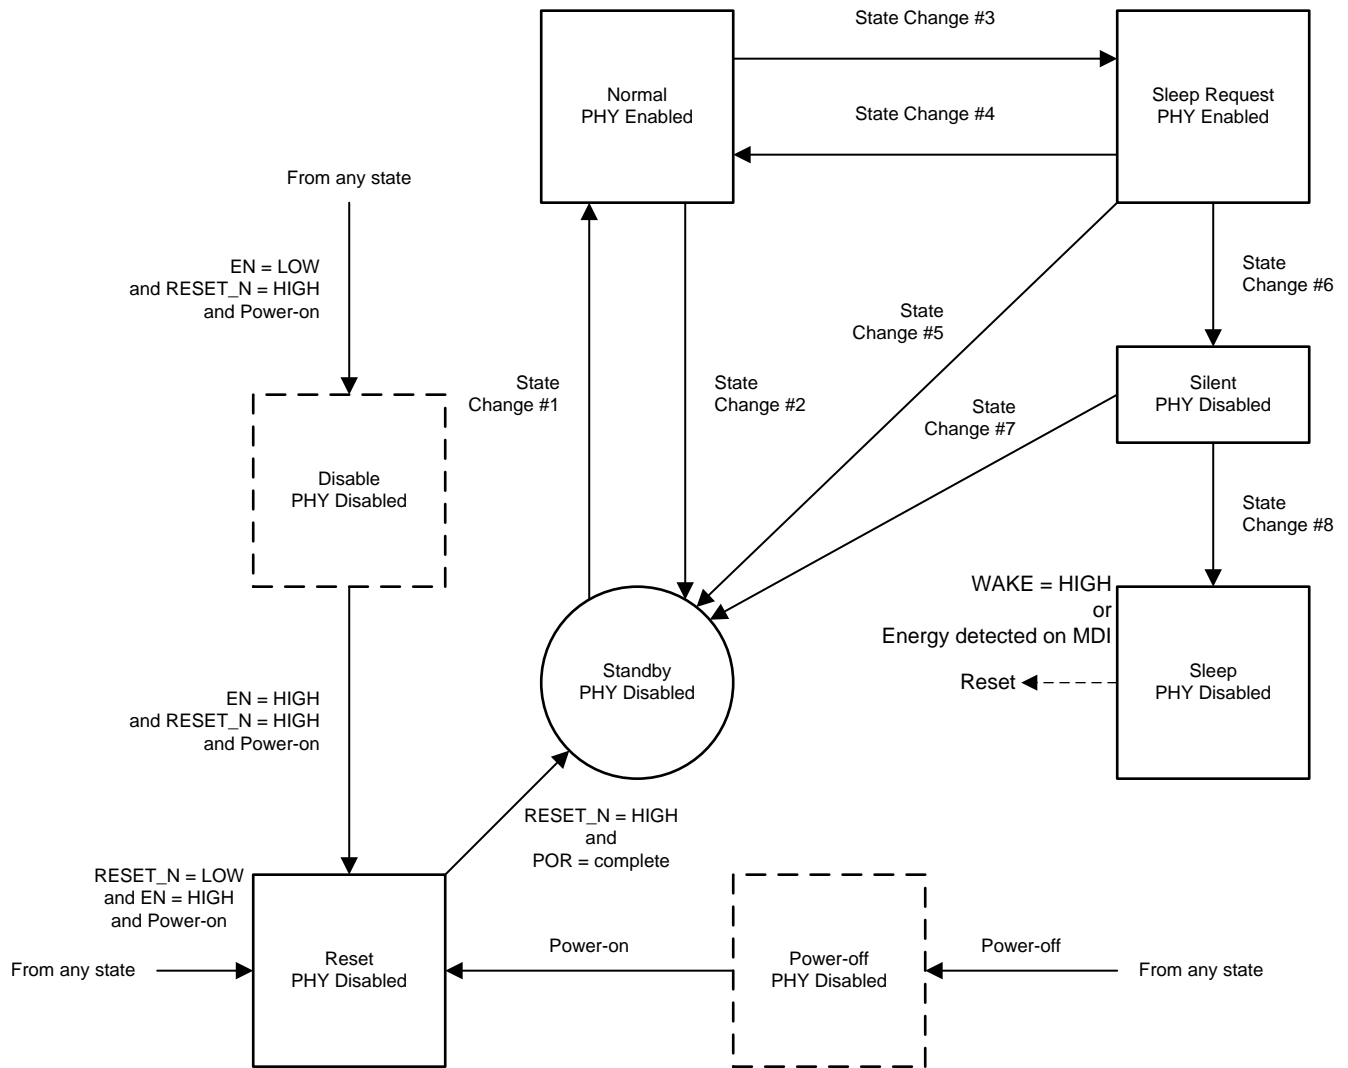 State Change #3
Normal
PHY Enabled
Sleep Request
PHY Enabled
State Change #4
From any state
EN = LOW
and RESET_N = HIGH
and Power-on
State
Change #6
State
Change #5
State
Change #1
State
Change #2
Silent
PHY Disabled
State
Change #7
Disable
PHY Disabled
State
Change #8
WAKE = HIGH
or
Energy detected on MDI
Reset
Sleep
PHY Disabled
Standby
PHY Disabled
EN = HIGH
and RESET_N = HIGH
and Power-on
RESET_N = HIGH
and
POR = complete
RESET_N = LOW
and EN = HIGH
and Power-on
From any state
Reset
PHY Disabled
Power-on
Power-off
PHY Disabled
Power-off
From any state